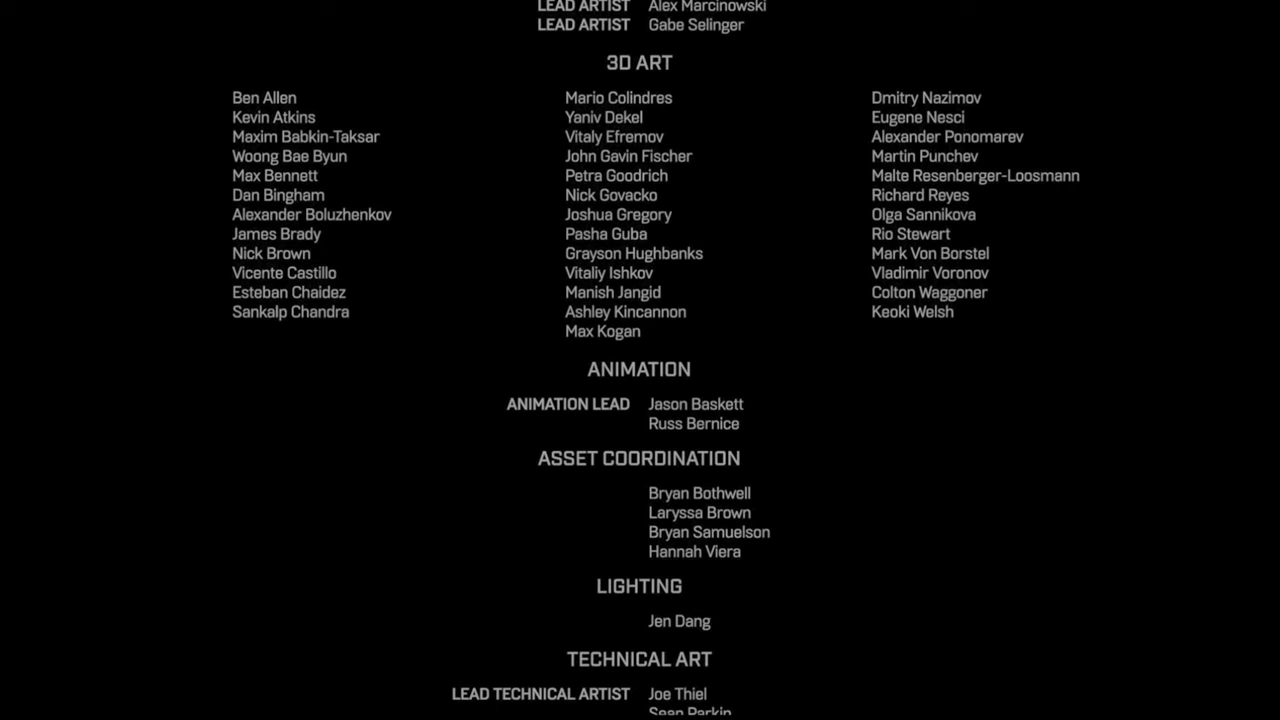 LEAD ARTIST Alex Marcinowski
LEAD ARTIST Gabe Selinger
3D ART
Ben Allen
Kevin Atkins
Maxim Babkin-Taksar
Woong Bae Byun
Max Bennett
Dan Bingham
Alexander Boluzhenkov
James Brady
Nick Brown
Vicente Castillo
Esteban Chaidez
Sankalp Chandra
Mario Colindres
Yaniv Dekel
Vitaly Efremov
John Gavin Fischer
Petra Goodrich
Nick Govacko
Joshua Gregory
Pasha Guba
Grayson Hughbanks
Vitaliy Ishkov
Manish Jangid
Ashley Kincannon
Max Kogan
Dmitry Nazimov
Eugene Nesci
Alexander Ponomarev
Martin Punchev
Malte Resenberger-Loosmann
Richard Reyes
Olga Sannikova
Rio Stewart
Mark Von Borstel
Vladimir Voronov
Colton Waggoner
Keoki Welsh
ANIMATION
ANIMATION LEAD Jason Baskett
Russ Bernice
ASSET COORDINATION
Bryan Bothwell
Laryssa Brown
Bryan Samuelson
Hannah Viera
LIGHTING
Jen Dang
TECHNICAL ART
LEAD TECHNICAL ARTIST Joe Thiel
Sean Parkin